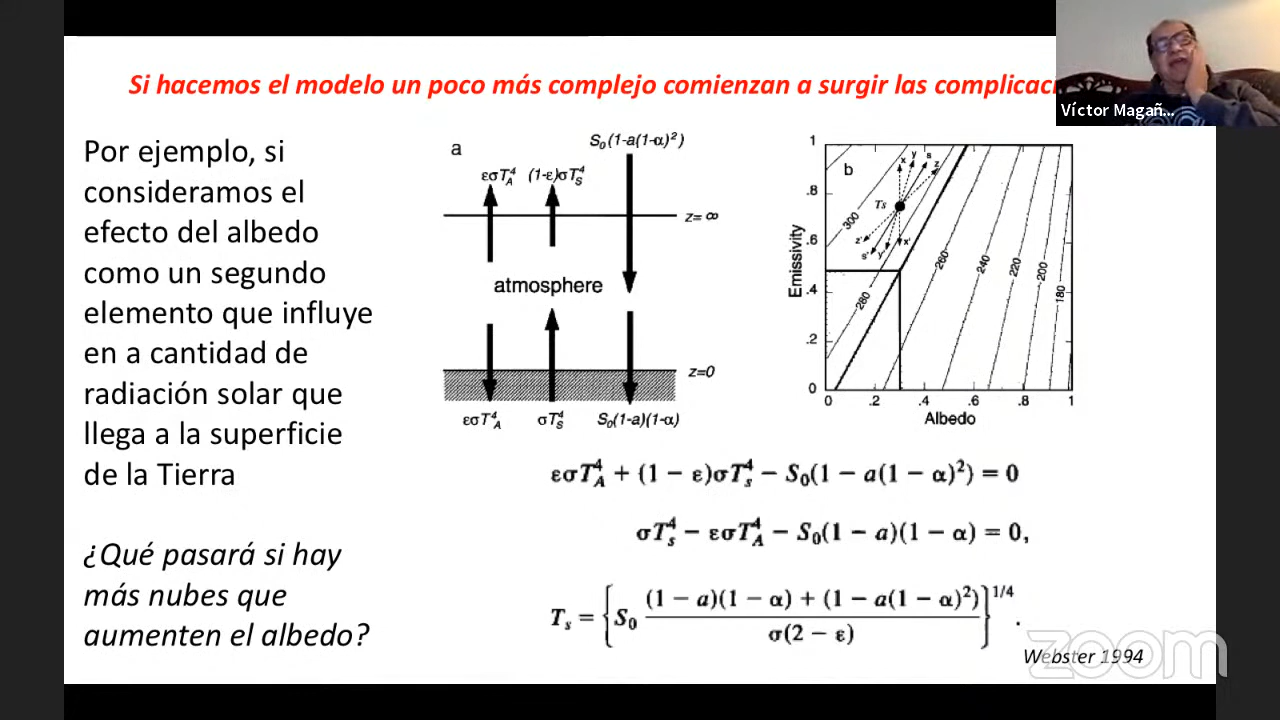 Si hacemos el modelo un poco más complejo comienzan a surgir las
Víctor Magañ...
Por ejemplo, si
consideramos el
efecto del albedo
como un segundo
elemento que influye
en a cantidad de
radiación solar que
llega a la superficie
de la Tierra
¿Qué pasará si hay
más nubes que
aumenten el albedo?
a
S₀(1-a(1-α)²)
εσT⁴_A (1-ε)σT⁴_S
z= ∞
atmosphere
z=0
εσT⁴_A σT⁴_S S₀(1-a)(1-α)
b
1
.8
.6
.4
.2
0
Emissivity
0 .2 .4 .6 .8 1
Albedo
x y s z
Ts
z' s' y' x'
300
280
260
240
220
200
180
εσT⁴_A + (1 − ε)σT⁴_s − S₀(1 − a(1 − α)²) = 0
σT⁴_s − εσT⁴_A − S₀(1 − a)(1 − α) = 0,
T_s = {S₀ ((1 − a)(1 − α) + (1 − a(1 − α)²)) / (σ(2 − ε))}^1/4 .
Webster 1994
zoom